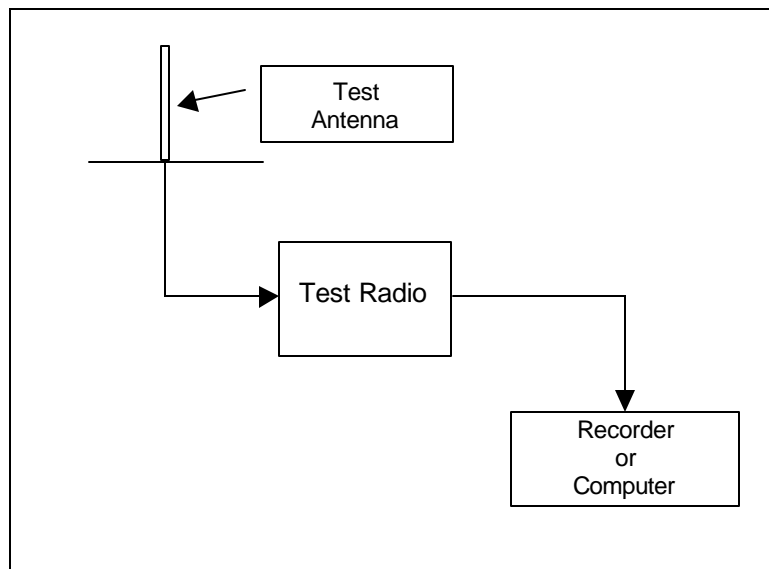 Test
Antenna
Test Radio
Recorder
or
Computer